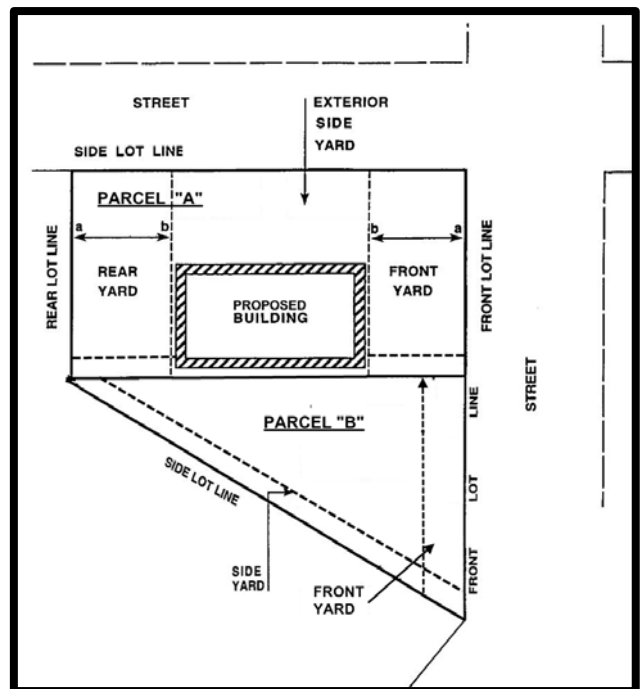 STREET
EXTERIOR
SIDE
YARD
SIDE LOT LINE
PARCEL "A"
a
b
b
a
REAR LOT LINE
REAR
YARD
PROPOSED
BUILDING
FRONT
YARD
FRONT LOT LINE
STREET
PARCEL "B"
FRONT LOT LINE
SIDE LOT LINE
SIDE
YARD
FRONT
YARD